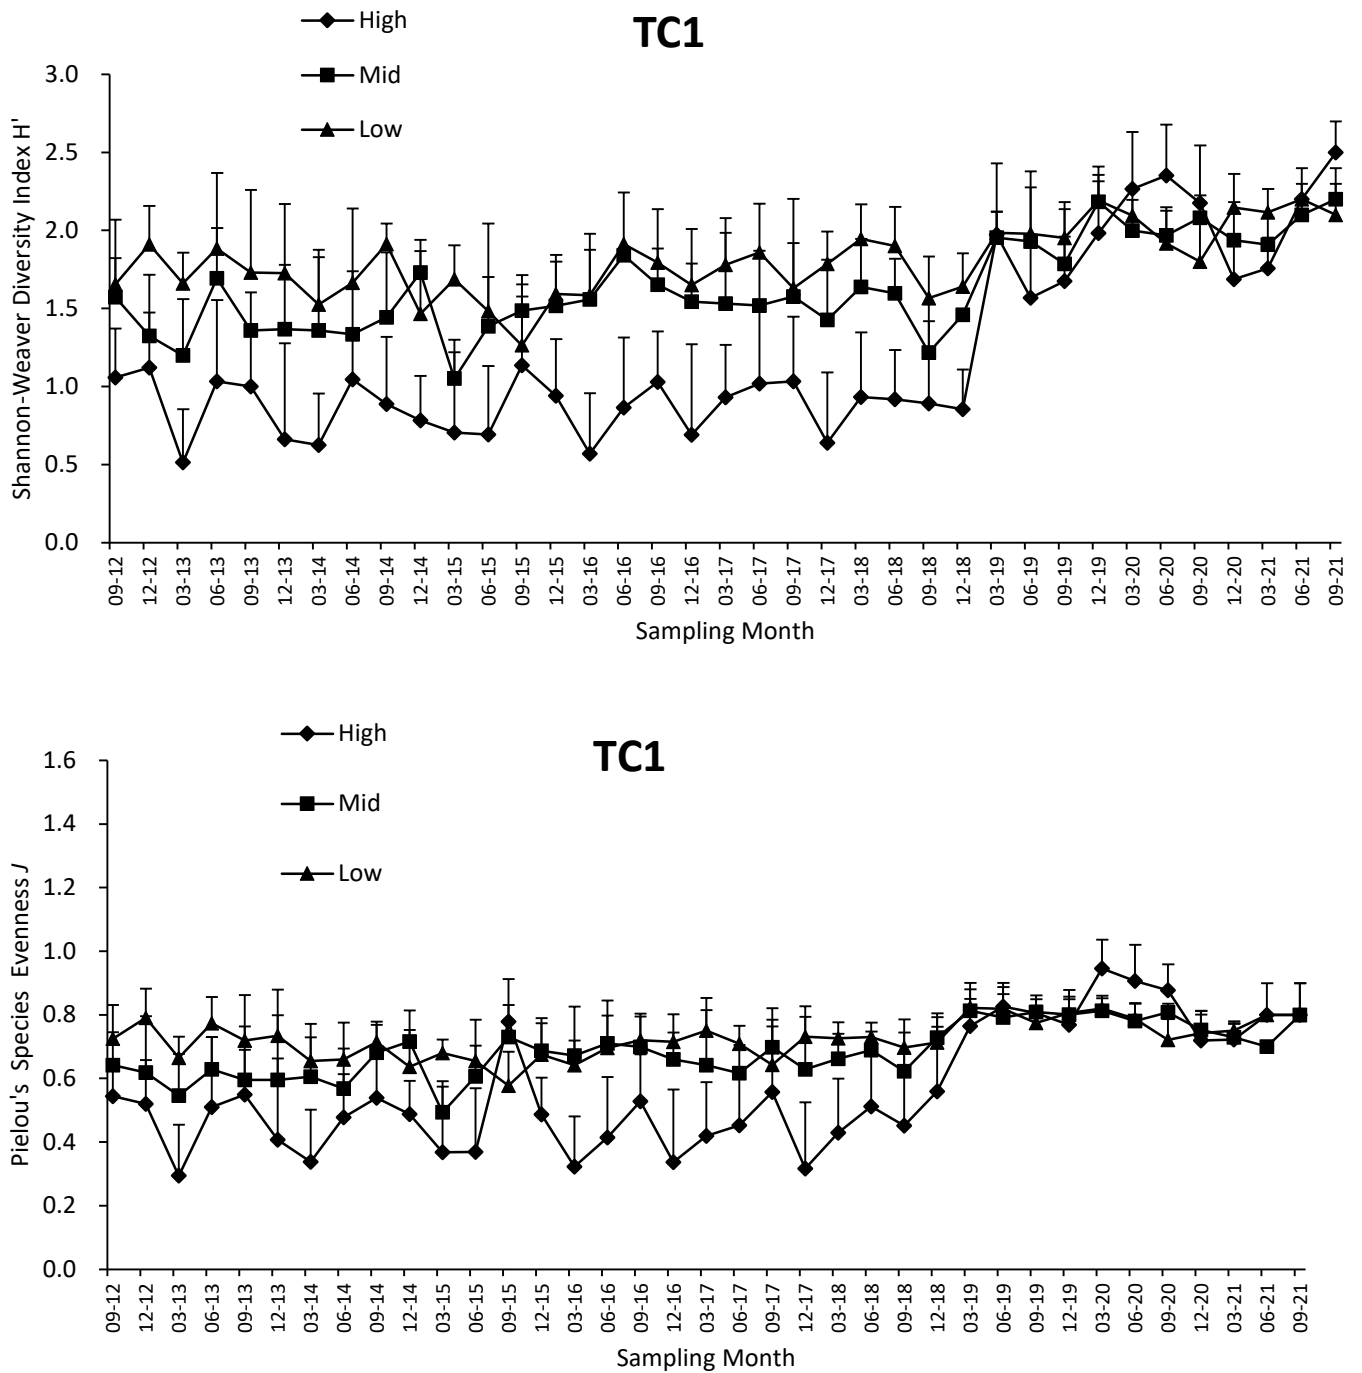 High
TC1
Mid
Low
3.0
2.5
2.0
1.5
1.0
0.5
0.0
Shannon-Weaver Diversity Index H'
09-12 12-12 03-13 06-13 09-13 12-13 03-14 06-14 09-14 12-14 03-15 06-15 09-15 12-15 03-16 06-16 09-16 12-16 03-17 06-17 09-17 12-17 03-18 06-18 09-18 12-18 03-19 06-19 09-19 12-19 03-20 06-20 09-20 12-20 03-21 06-21 09-21
Sampling Month
High
TC1
Mid
Low
1.6
1.4
1.2
1.0
0.8
0.6
0.4
0.2
0.0
Pielou's Species Evenness J
09-12 12-12 03-13 06-13 09-13 12-13 03-14 06-14 09-14 12-14 03-15 06-15 09-15 12-15 03-16 06-16 09-16 12-16 03-17 06-17 09-17 12-17 03-18 06-18 09-18 12-18 03-19 06-19 09-19 12-19 03-20 06-20 09-20 12-20 03-21 06-21 09-21
Sampling Month